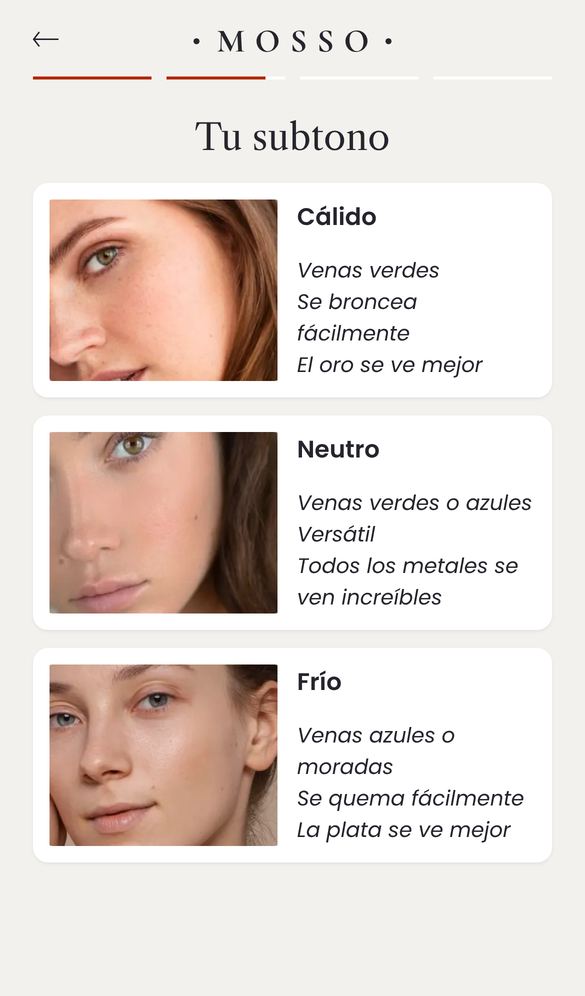 · MOSSO ·
Tu subtono
Cálido
Venas verdes
Se broncea
fácilmente
El oro se ve mejor
Neutro
Venas verdes o azules
Versátil
Todos los metales se
ven increíbles
Frío
Venas azules o
moradas
Se quema fácilmente
La plata se ve mejor